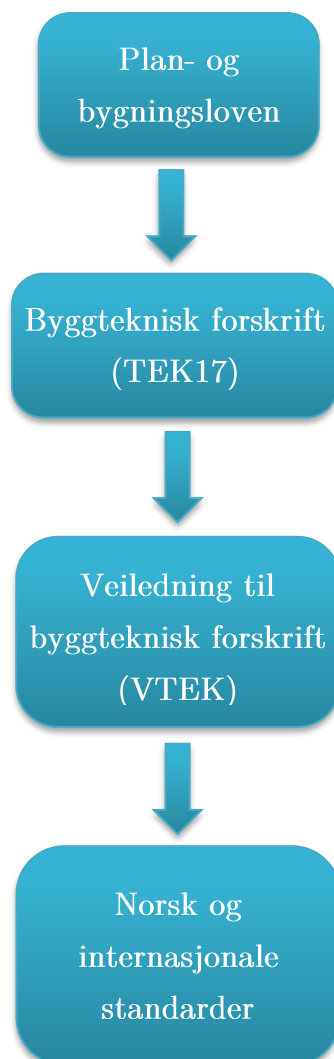 Plan- og
bygningsloven
Byggteknisk forskrift
(TEK17)
Veiledning til
byggteknisk forskrift
(VTEK)
Norsk og
internasjonale
standarder